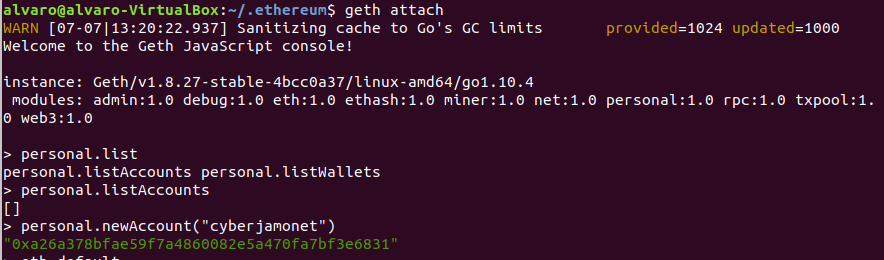 alvaro@alvaro-VirtualBox:~/.ethereum$ geth attach
WARN [07-07|13:20:22.937] Sanitizing cache to Go's GC limits provided=1024 updated=1000
Welcome to the Geth JavaScript console!
instance: Geth/v1.8.27-stable-4bcc0a37/linux-amd64/go1.10.4
modules: admin:1.0 debug:1.0 eth:1.0 ethash:1.0 miner:1.0 net:1.0 personal:1.0 rpc:1.0 txpool:1.
0 web3:1.0
> personal.list
personal.listAccounts personal.listWallets
> personal.listAccounts
[]
> personal.newAccount("cyberjamonet")
"0xa26a378bfae59f7a4860082e5a470fa7bf3e6831"